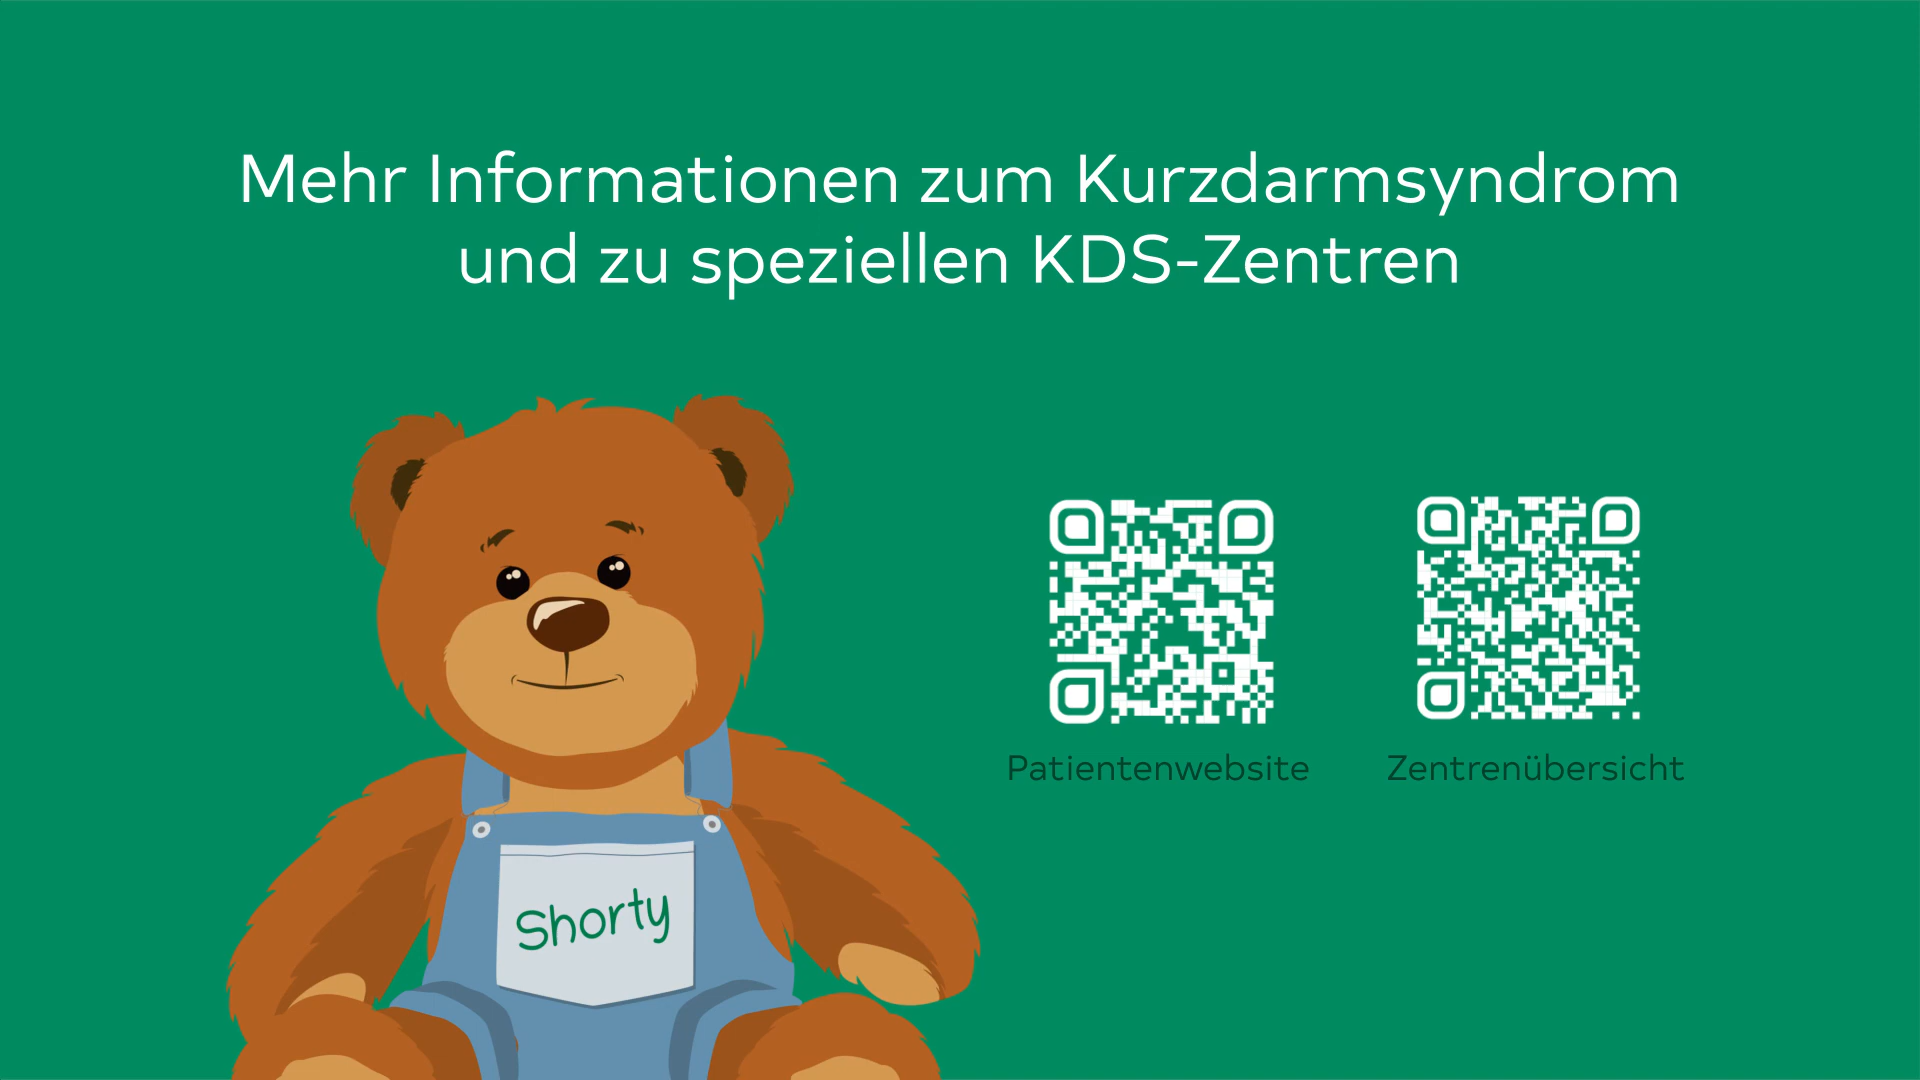 Mehr Informationen zum Kurzdarmsyndrom
und zu speziellen KDS-Zentren
Patientenwebsite
Zentrenübersicht
Shorty